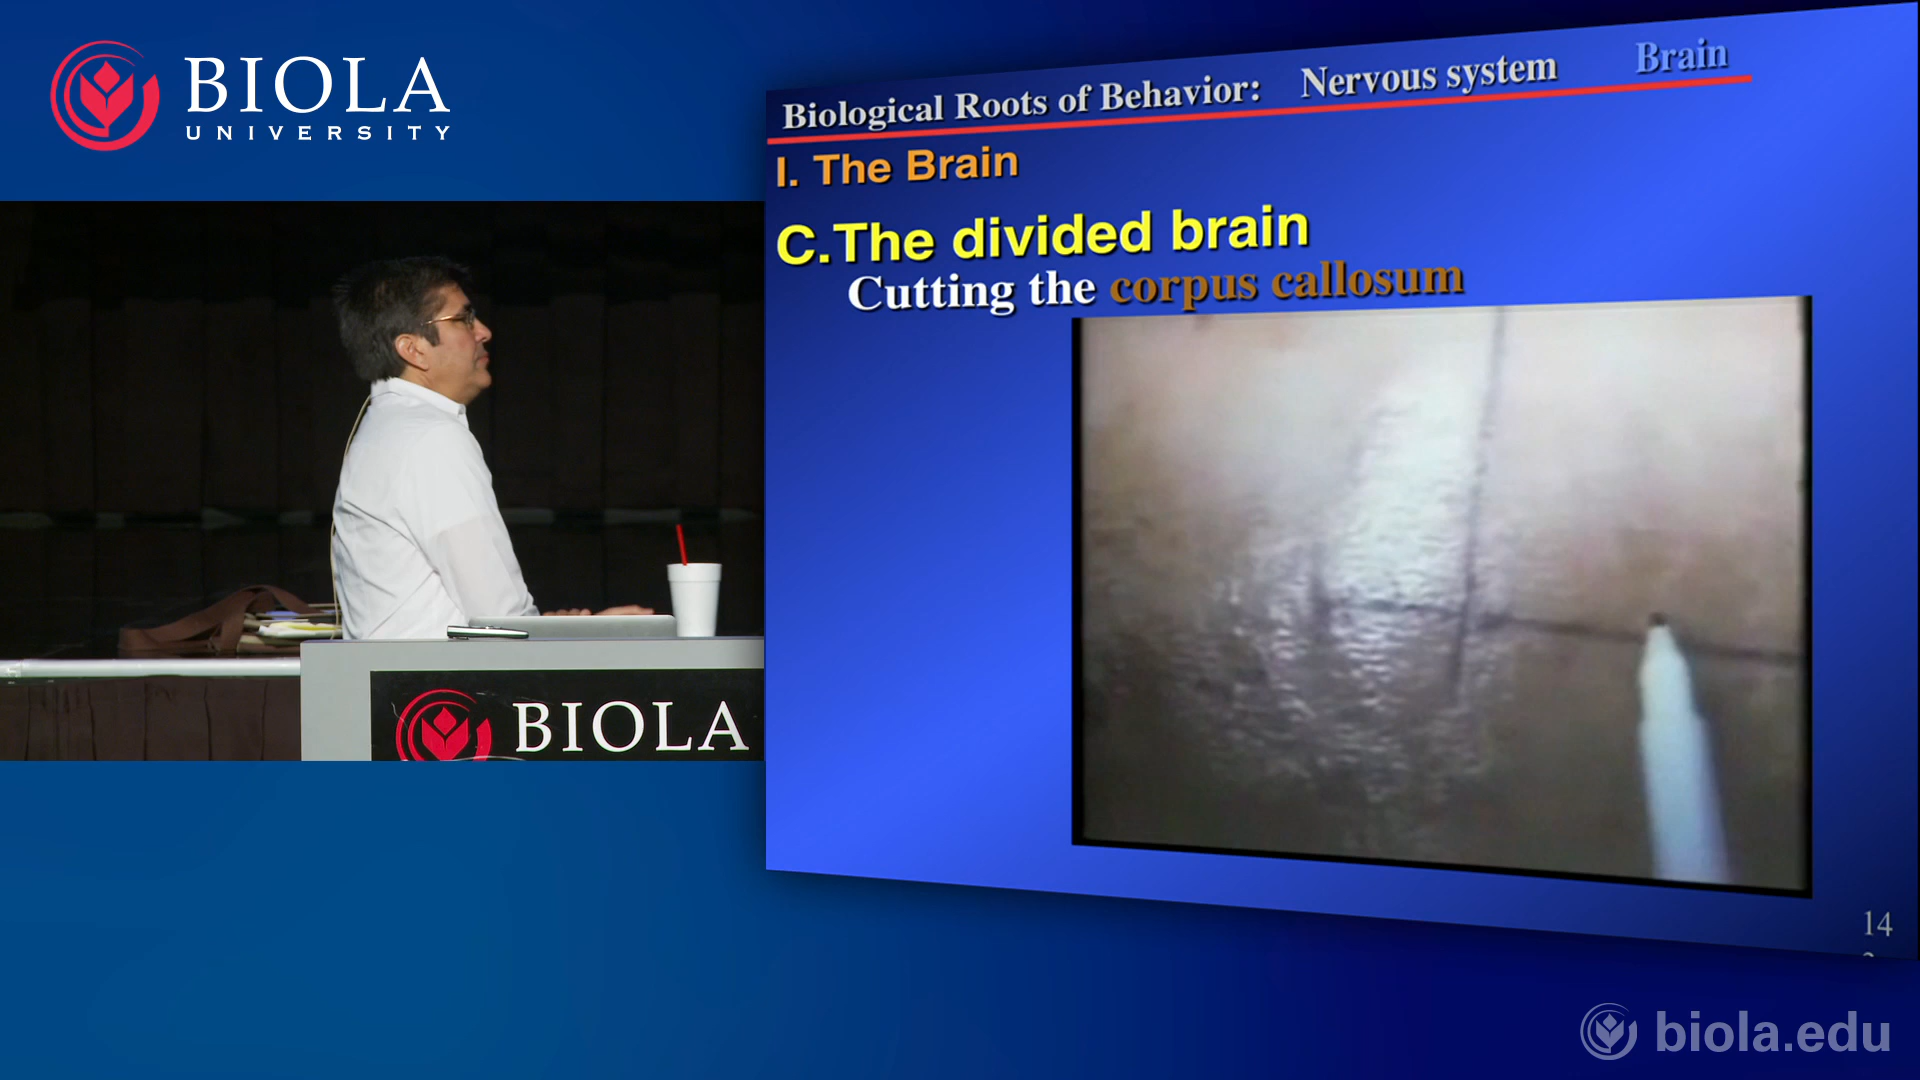 BIOLA
UNIVERSITY
Biological Roots of Behavior: Nervous system Brain
I. The Brain
C.The divided brain
Cutting the corpus callosum
BIOLA
14
biola.edu